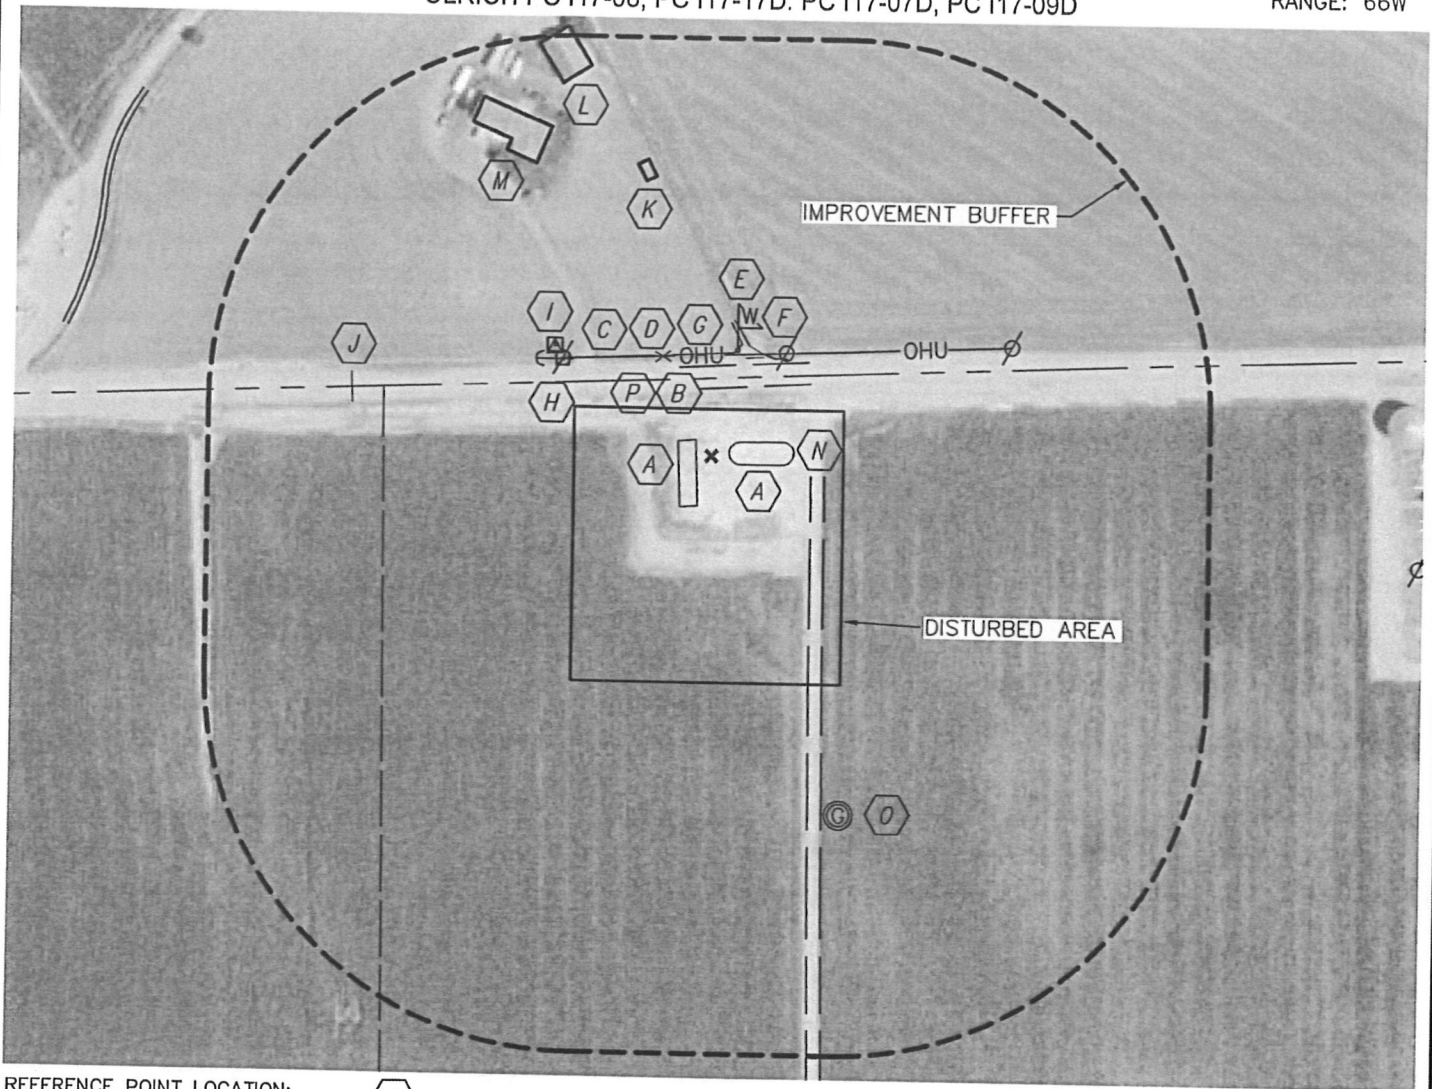 RANGE: 66W
L
M
K
IMPROVEMENT BUFFER
E
I
C
D
G
W
F
J
OHU
OHU
H
P
B
A
N
A
DISTURBED AREA
G
O
REFERENCE POINT LOCATION: